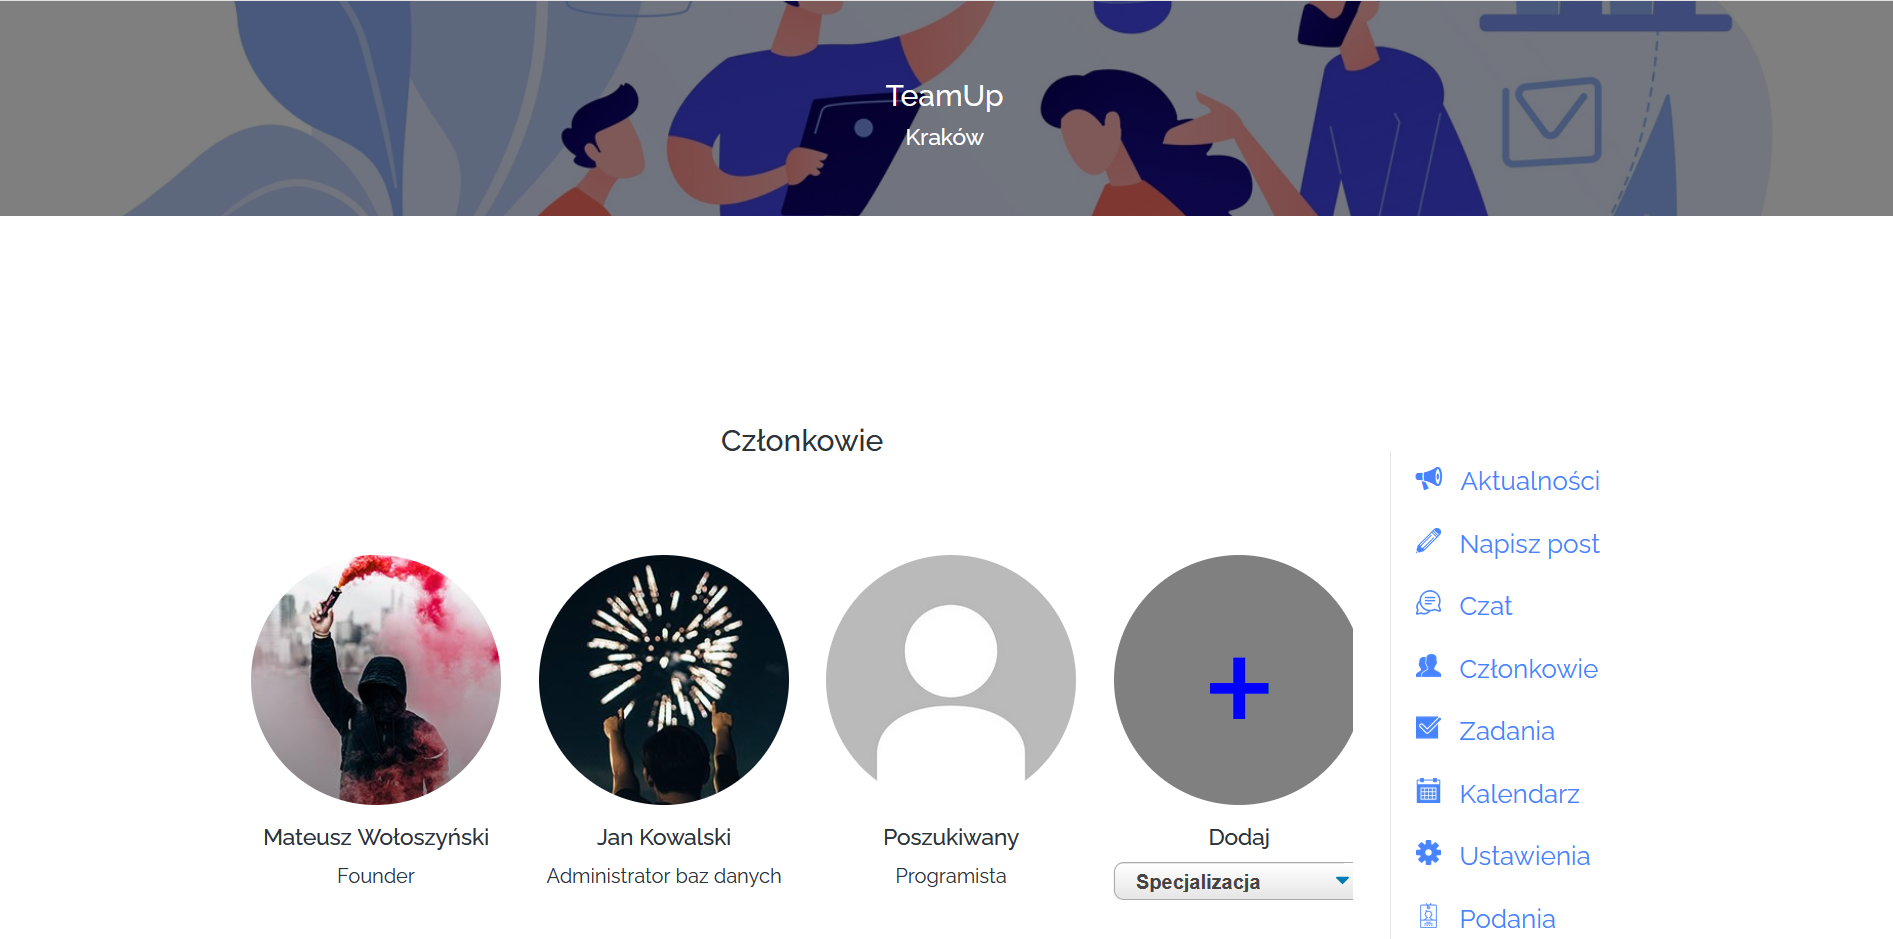 TeamUp
Kraków
Członkowie
Mateusz Wołoszyński
Founder
Jan Kowalski
Administrator baz danych
Poszukiwany
Programista
Dodaj
Specjalizacja
Aktualności
Napisz post
Czat
Członkowie
Zadania
Kalendarz
Ustawienia
Podania